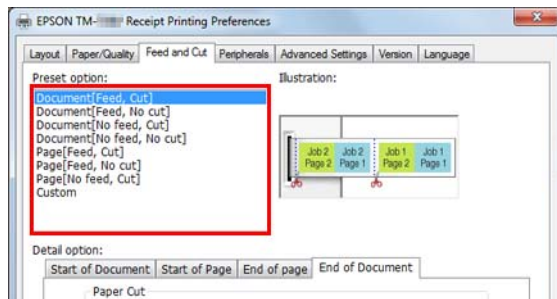 EPSON TM- Receipt Printing Preferences
Layout Paper/Quality Feed and Cut Peripherals Advanced Settings Version Language
Preset option:
Document[Feed, Cut]
Document[Feed, No cut]
Document[No feed, Cut]
Document[No feed, No cut]
Page[Feed, Cut]
Page[Feed, No cut]
Page[No feed, Cut]
Custom
Illustration:
Job 2 Job 2 Job 1 Job 1
Page 2 Page 1 Page 2 Page 1
Detail option:
Start of Document Start of Page End of page End of Document
Paper Cut